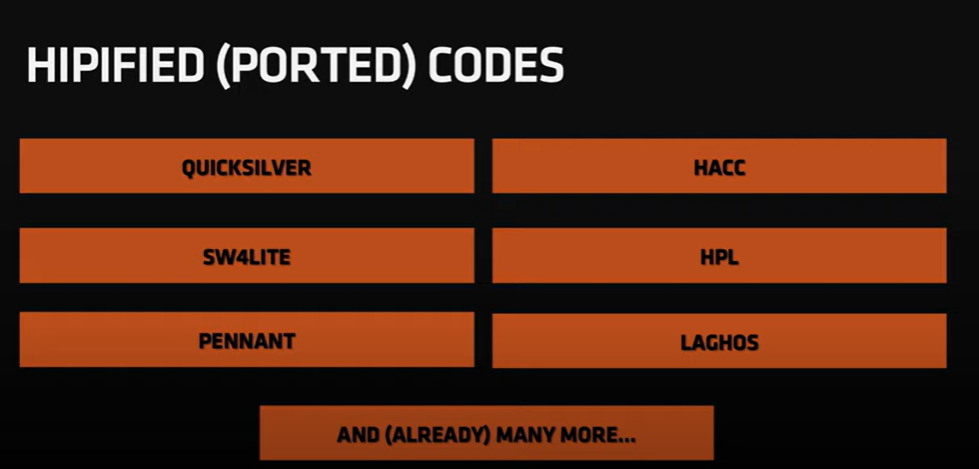 HIPIFIED (PORTED) CODES
QUICKSILVER
HACC
SW4LITE
HPL
PENNANT
LAGHOS
AND (ALREADY) MANY MORE...